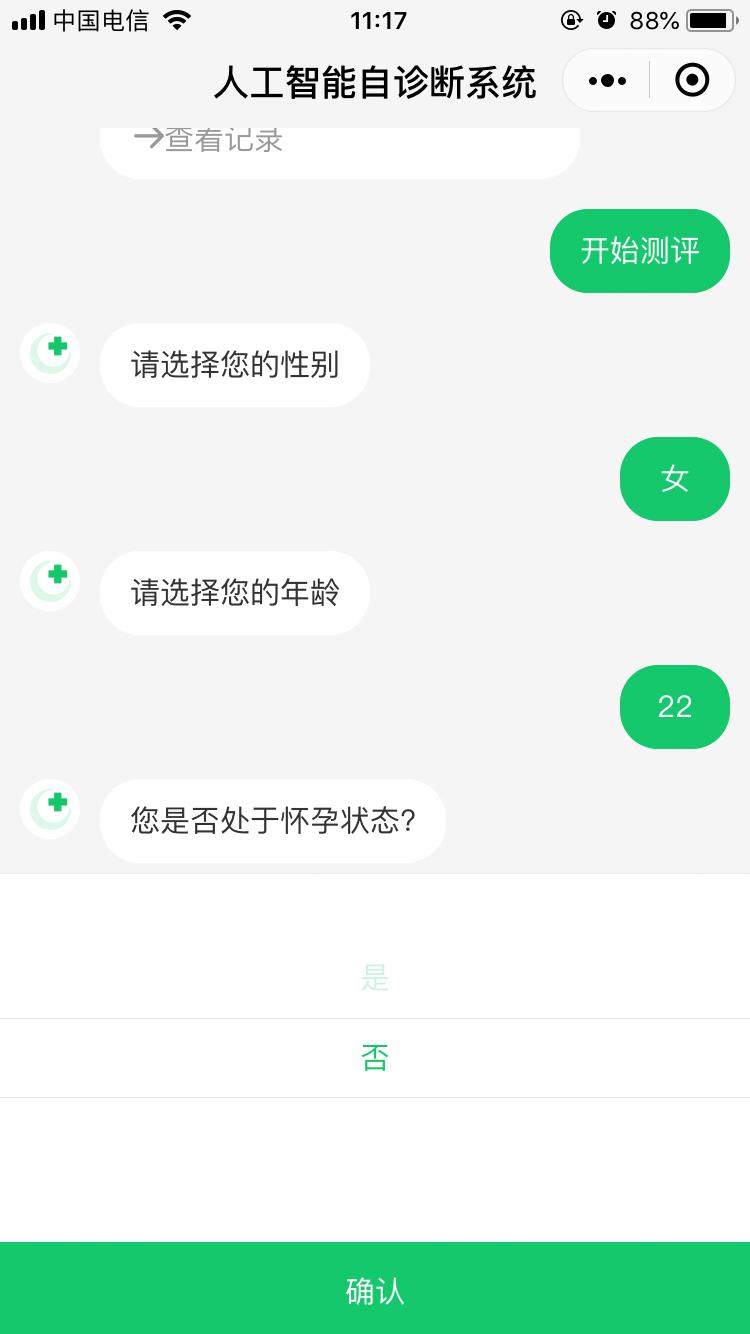 中国电信
11:17
88%
人工智能自诊断系统
→查看记录
开始测评
请选择您的性别
女
请选择您的年龄
22
您是否处于怀孕状态?
是
否
确认